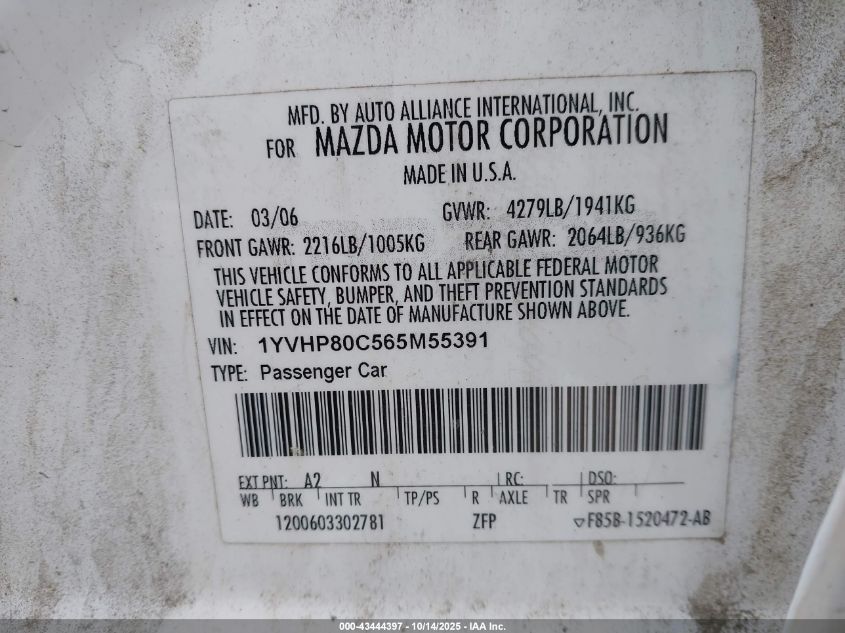 MFD. BY AUTO ALLIANCE INTERNATIONAL, INC.
FOR MAZDA MOTOR CORPORATION
MADE IN U.S.A.
DATE: 03/06 GVWR: 4279LB/1941KG
FRONT GAWR: 2216LB/1005KG REAR GAWR: 2064LB/936KG
THIS VEHICLE CONFORMS TO ALL APPLICABLE FEDERAL MOTOR
VEHICLE SAFETY, BUMPER, AND THEFT PREVENTION STANDARDS
IN EFFECT ON THE DATE OF MANUFACTURE SHOWN ABOVE.
VIN: 1YVHP80C565M55391
TYPE: Passenger Car
EXT PNT: A2 N RC: DSO:
WB BRK INT TR TP/PS R AXLE TR SPR
1200603302781 ZFP F85B-1520472-AB
000-43444397 - 10/14/2025 - IAA Inc.